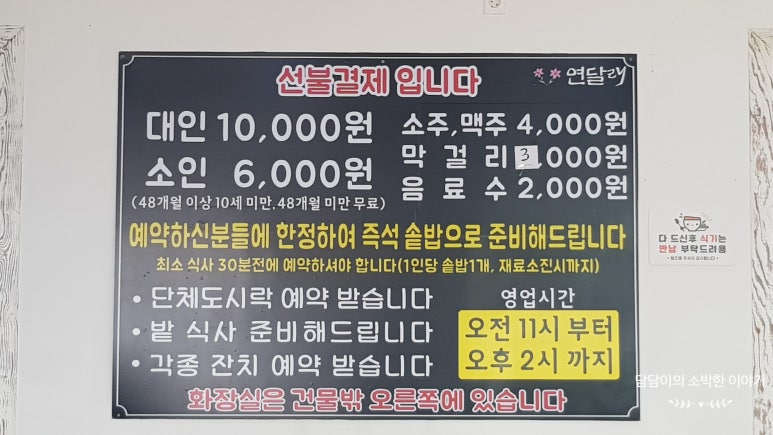 선불결제 입니다
연달래
대인 10,000원
소인 6,000원
(48개월 이상 10세 미만. 48개월 미만 무료)
소주,맥주 4,000원
막걸리 3,000원
음료수 2,000원
예약하신분들에 한정하여 즉석 솥밥으로 준비해드립니다
최소 식사 30분전에 예약하셔야 합니다(1인당 솥밥1개, 재료소진시까지)
• 단체도시락 예약 받습니다
• 밭 식사 준비해드립니다
• 각종 잔치 예약 받습니다
영업시간
오전 11시 부터
오후 2시 까지
화장실은 건물밖 오른쪽에 있습니다
다 드신후 식기는
반납 부탁드려용
담담이의 소박한 이야기